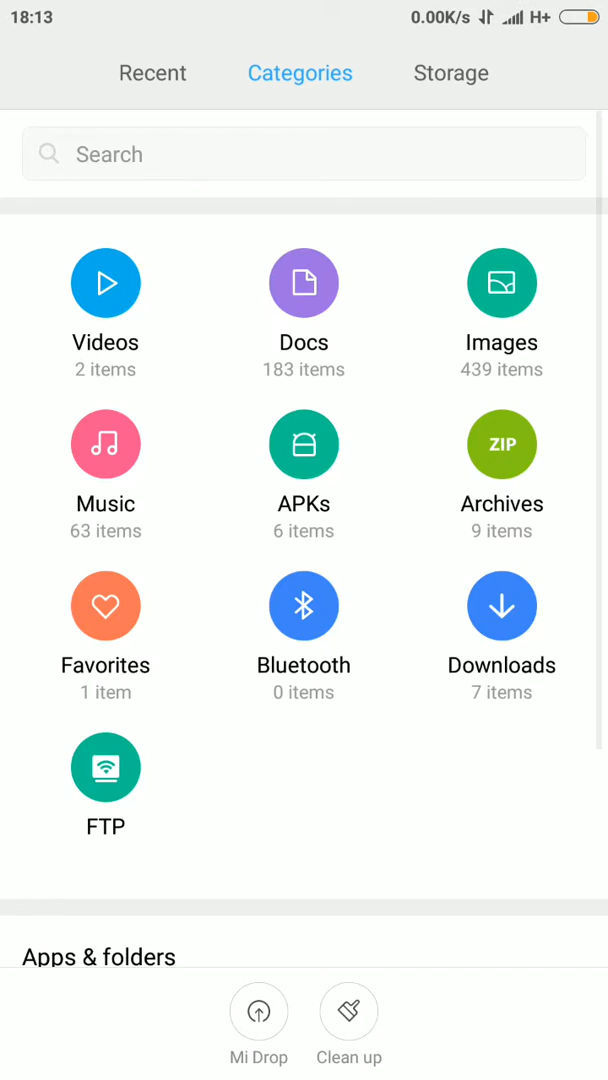 18:13 0.00K/s H+
Recent Categories Storage
Search
Videos Docs Images
2 items 183 items 439 items
ZIP
Music APKs Archives
63 items 6 items 9 items
Favorites Bluetooth Downloads
1 item 0 items 7 items
FTP
Apps & folders
Mi Drop Clean up